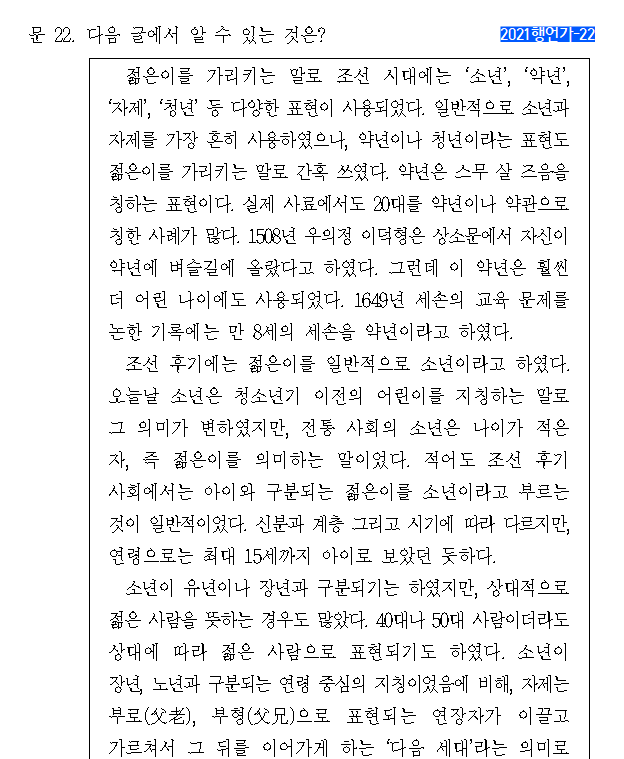 문 22. 다음 글에서 알 수 있는 것은? 2021행언가-22
젊은이를 가리키는 말로 조선 시대에는 ‘소년’, ‘약년’,
‘자제’, ‘청년’ 등 다양한 표현이 사용되었다. 일반적으로 소년과
자제를 가장 흔히 사용하였으나, 약년이나 청년이라는 표현도
젊은이를 가리키는 말로 간혹 쓰였다. 약년은 스무 살 즈음을
칭하는 표현이다. 실제 사료에서도 20대를 약년이나 약관으로
칭한 사례가 많다. 1508년 우의정 이덕형은 상소문에서 자신이
약년에 벼슬길에 올랐다고 하였다. 그런데 이 약년은 훨씬
더 어린 나이에도 사용되었다. 1649년 세손의 교육 문제를
논한 기록에는 만 8세의 세손을 약년이라고 하였다.
조선 후기에는 젊은이를 일반적으로 소년이라고 하였다.
오늘날 소년은 청소년기 이전의 어린이를 지칭하는 말로
그 의미가 변하였지만, 전통 사회의 소년은 나이가 적은
자, 즉 젊은이를 의미하는 말이었다. 적어도 조선 후기
사회에서는 아이와 구분되는 젊은이를 소년이라고 부르는
것이 일반적이었다. 신분과 계층 그리고 시기에 따라 다르지만,
연령으로는 최대 15세까지 아이로 보았던 듯하다.
소년이 유년이나 장년과 구분되기는 하였지만, 상대적으로
젊은 사람을 뜻하는 경우도 많았다. 40대나 50대 사람이더라도
상대에 따라 젊은 사람으로 표현되기도 하였다. 소년이
장년, 노년과 구분되는 연령 중심의 지칭이었음에 비해, 자제는
부로(父老), 부형(父兄)으로 표현되는 연장자가 이끌고
가르쳐서 그 뒤를 이어가게 하는 ‘다음 세대’라는 의미로